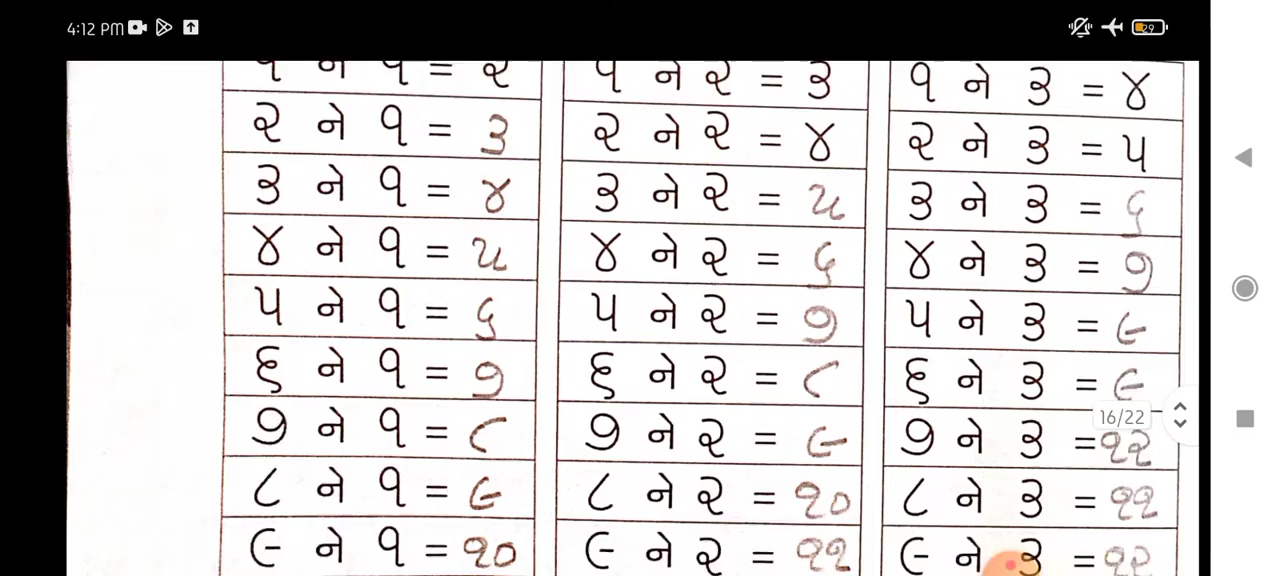 4:12 PM 29
૧ ને ૧ = ૨ ૧ ને ૨ = ૩ ૧ ને ૩ = ૪
૨ ને ૧ = ૩ ૨ ને ૨ = ૪ ૨ ને ૩ = ૫
૩ ને ૧ = ૪ ૩ ને ૨ = ૫ ૩ ને ૩ = ૬
૪ ને ૧ = ૫ ૪ ને ૨ = ૬ ૪ ને ૩ = ૭
૫ ને ૧ = ૬ ૫ ને ૨ = ૭ ૫ ને ૩ = ૯
૬ ને ૧ = ૭ ૬ ને ૨ = ૮ ૬ ને ૩ = ૯
16/22
૭ ને ૧ = ૮ ૭ ને ૨ = ૯ ૭ ને ૩ = ૧૨
૮ ને ૧ = ૯ ૮ ને ૨ = ૧૦ ૮ ને ૩ = ૧૧
૯ ને ૧ = ૧૦ ૯ ને ૨ = ૧૧ ૯ ને ૩ = ૧૨